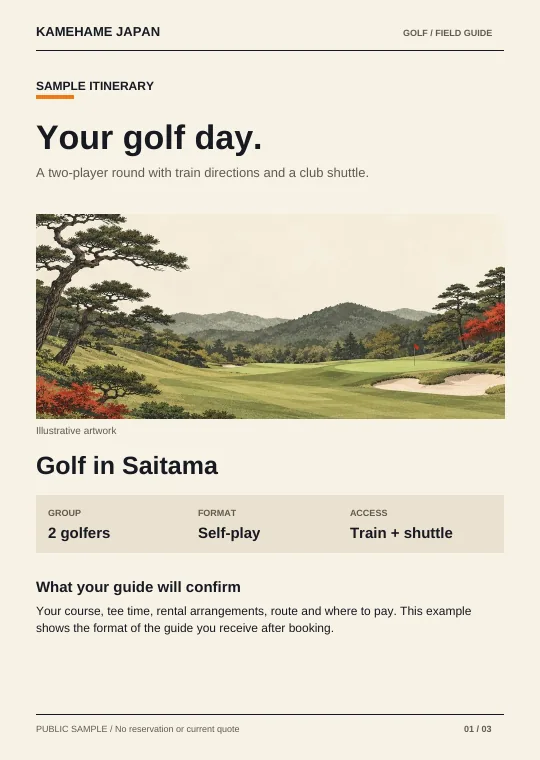 KAMEHAME JAPAN
GOLF / FIELD GUIDE
SAMPLE ITINERARY
Your golf day.
A two-player round with train directions and a club shuttle.
Illustrative artwork
Golf in Saitama
GROUP
FORMAT
ACCESS
2 golfers
Self-play
Train + shuttle
What your guide will confirm
Your course, tee time, rental arrangements, route and where to pay. This example
shows the format of the guide you receive after booking.
PUBLIC SAMPLE / No reservation or current quote
01 / 03